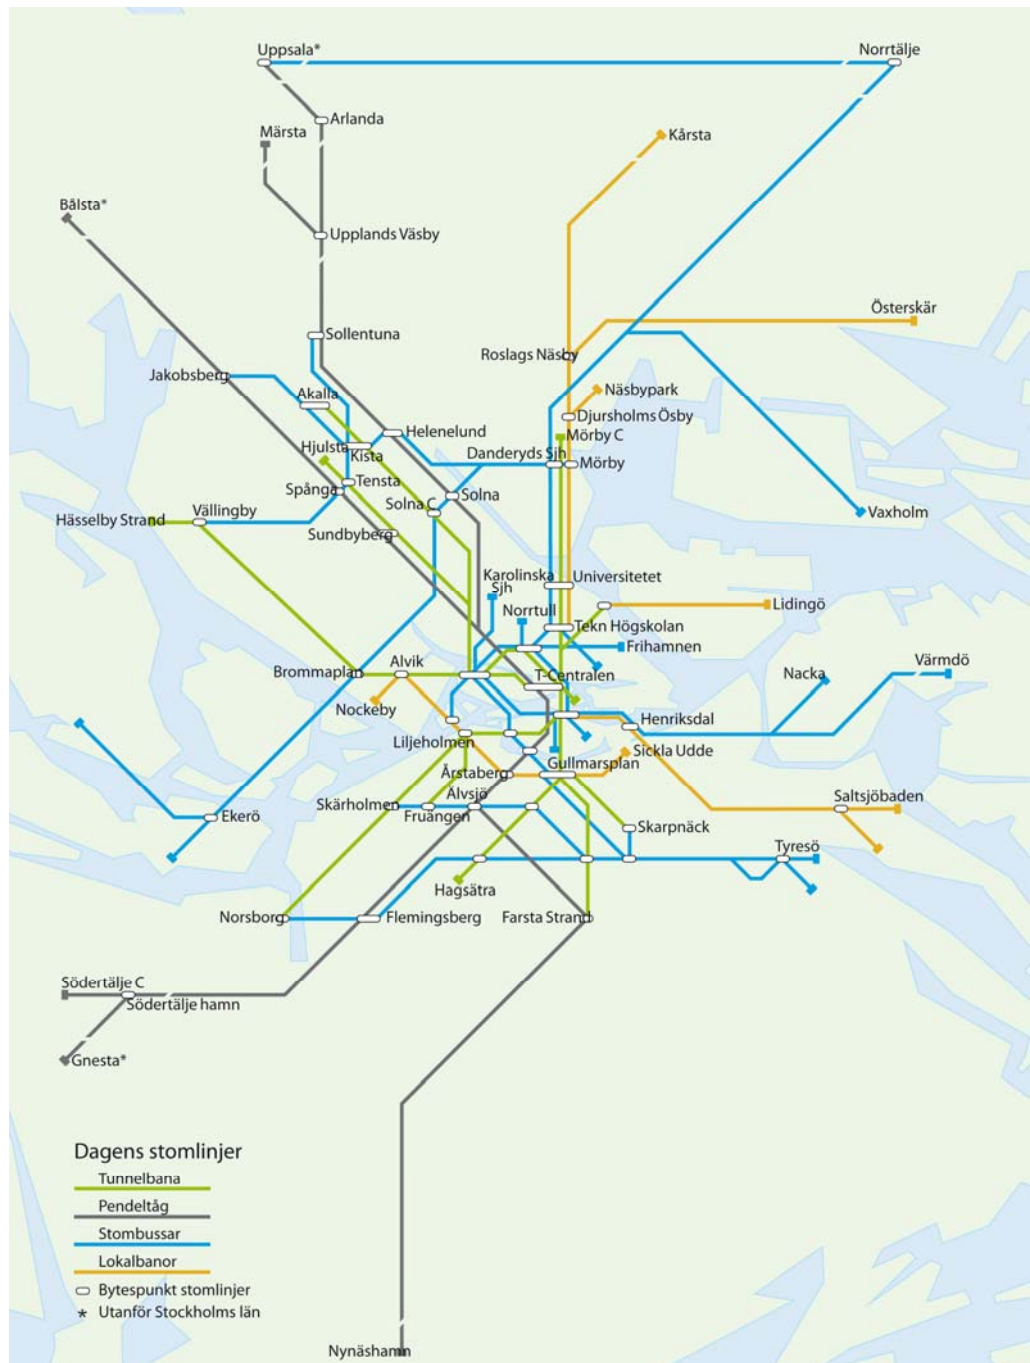 Uppsala*
Norrtälje
Arlanda
Märsta
Kårsta
Bålsta*
Upplands Väsby
Österskär
Sollentuna
Roslags Näsby
Jakobsberg
Akalla
Näsbypark
Djursholms Ösby
Helenelund
Mörby C
Hjulsta
Kista
Danderyds Sjh
Mörby
Tensta
Spånga
Solna
Solna C
Vaxholm
Hässelby Strand
Vällingby
Sundbyberg
Karolinska
Sjh
Universitetet
Norrtull
Lidingö
Tekn Högskolan
Frihamnen
Brommaplan
Alvik
T-Centralen
Nacka
Värmdö
Nockeby
Henriksdal
Liljeholmen
Sickla Udde
Gullmarsplan
Årstaberg
Älvsjö
Skärholmen
Fruängen
Saltsjöbaden
Ekerö
Skarpnäck
Tyresö
Hagsätra
Norsborg
Flemingsberg
Farsta Strand
Södertälje C
Södertälje hamn
Gnesta*
Dagens stomlinjer
Tunnelbana
Pendeltåg
Stombussar
Lokalbanor
Bytespunkt stomlinjer
* Utanför Stockholms län
Nynäshamn